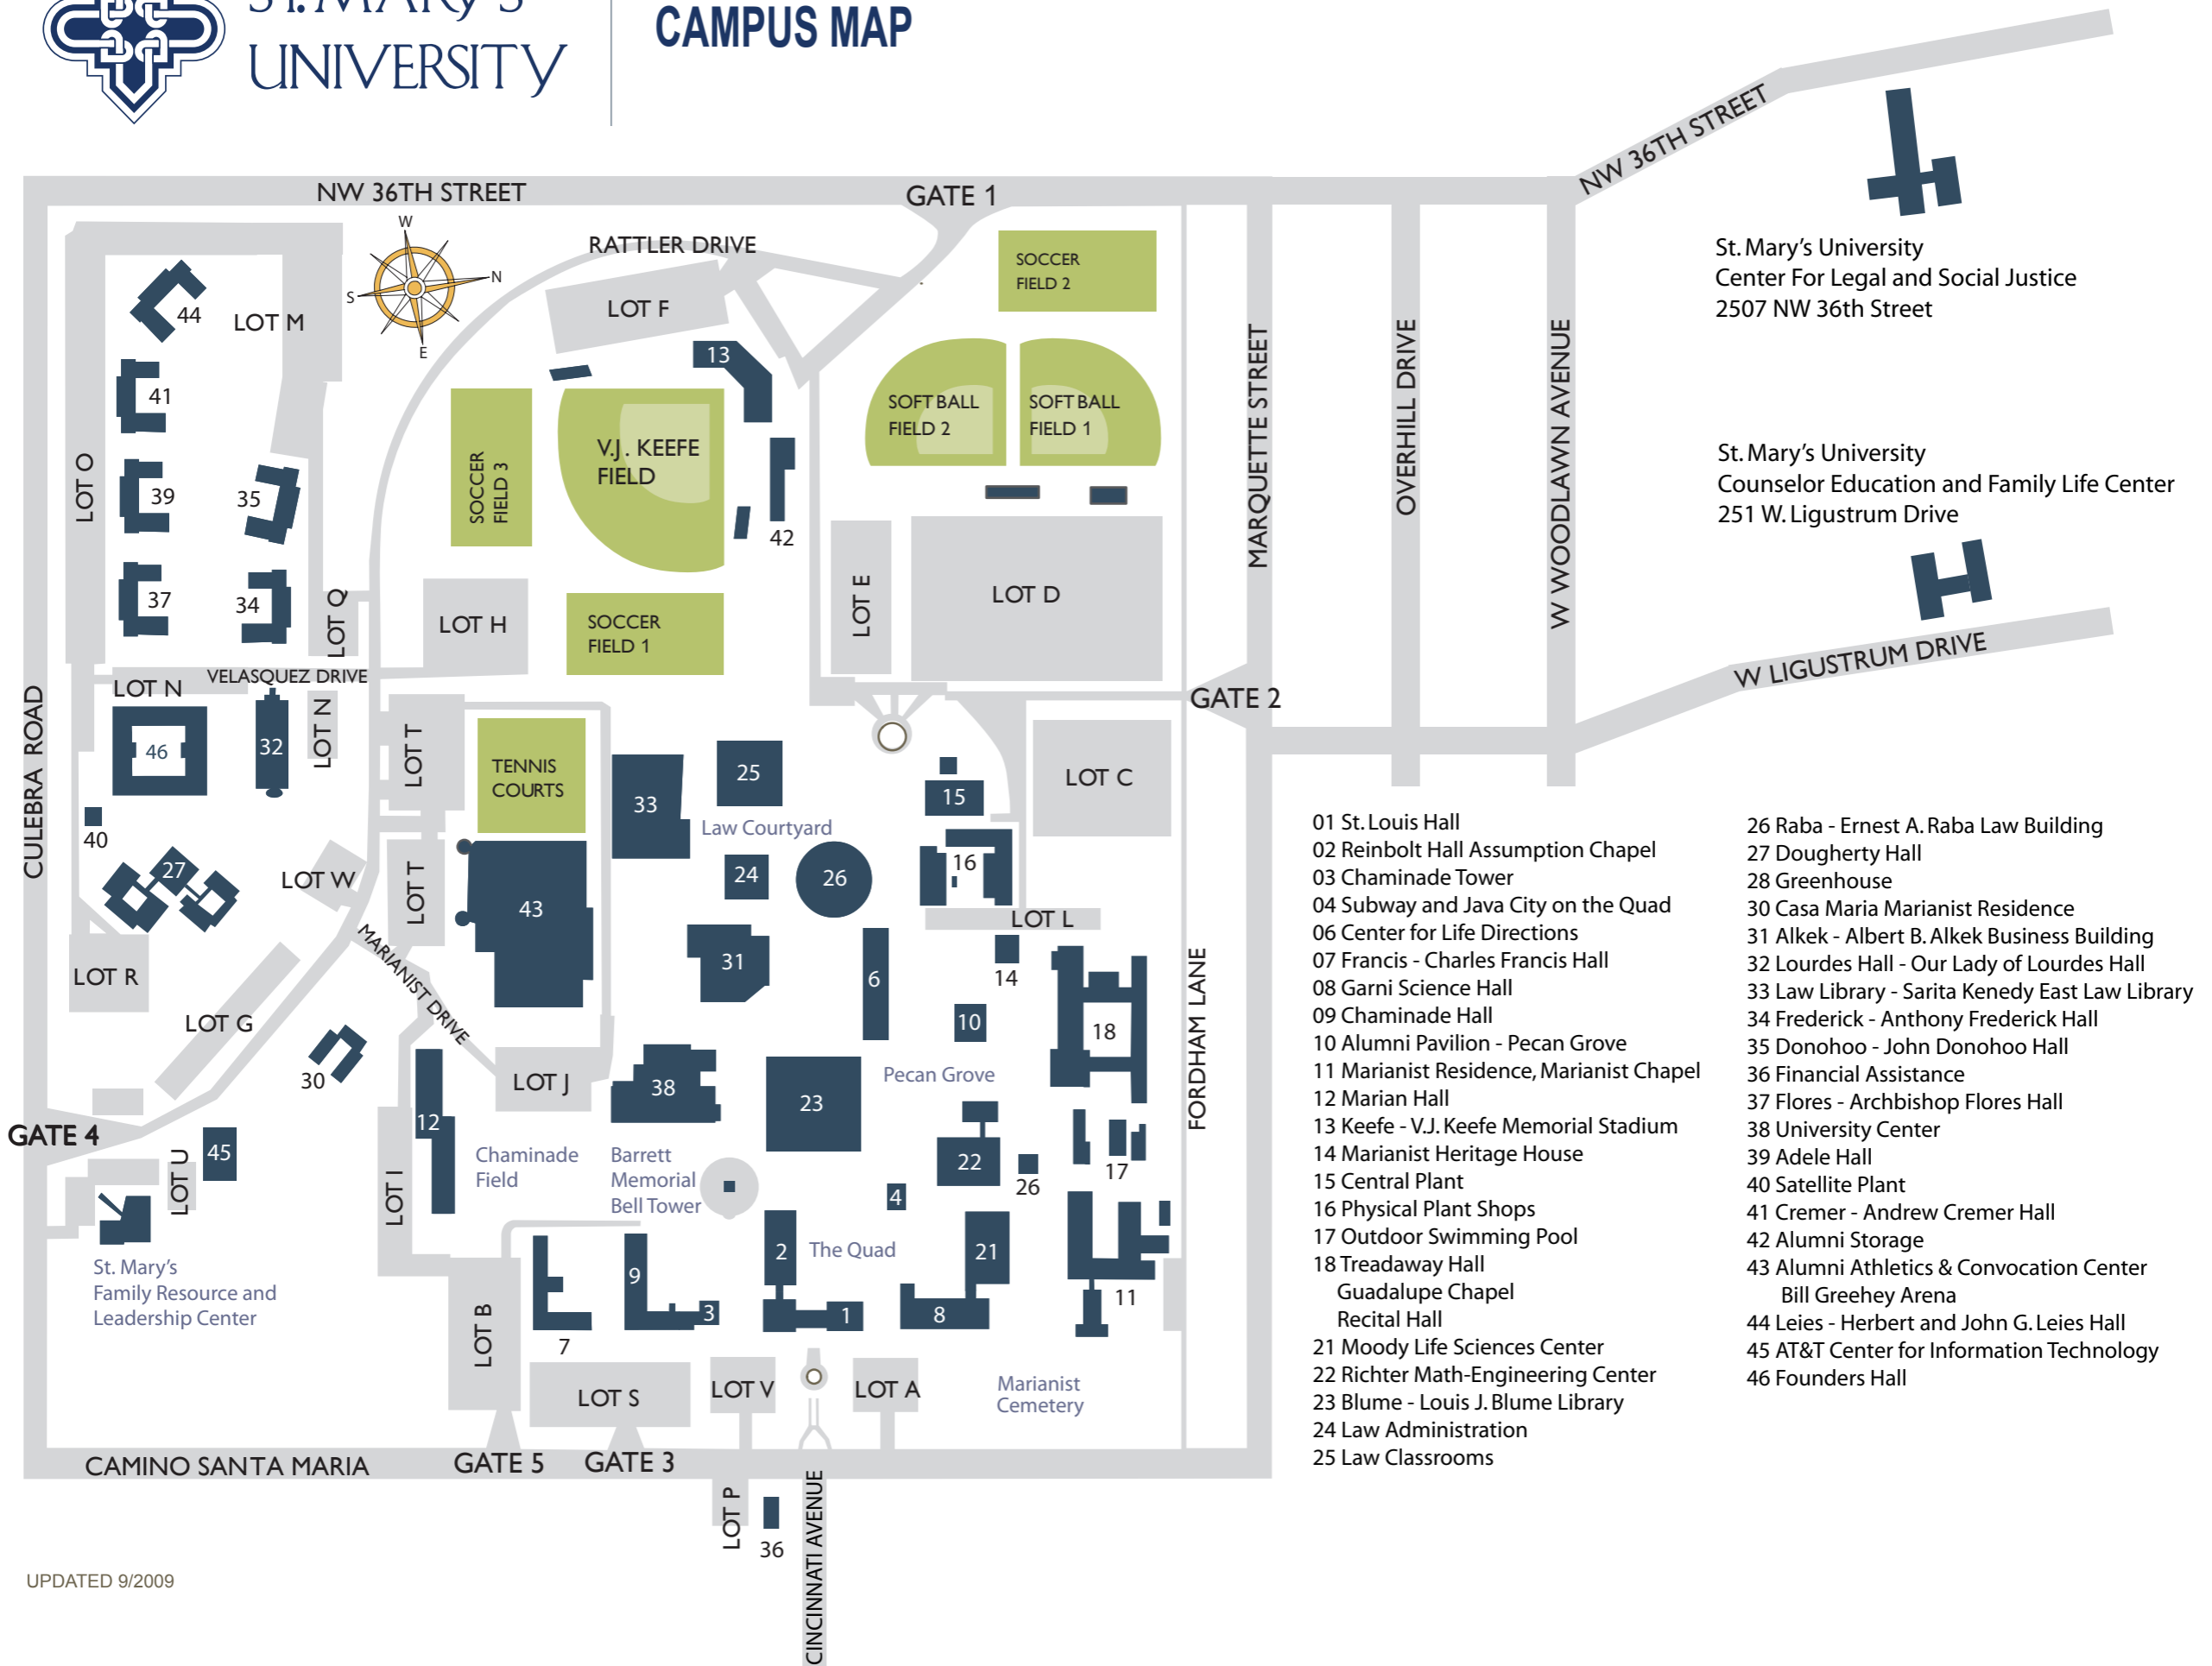 ST. MARY'S
UNIVERSITY
CAMPUS MAP
NW 36TH STREET
GATE 1
NW 36TH STREET
W
N
S
E
RATTLER DRIVE
LOT F
SOCCER
FIELD 2
44
LOT M
13
41
SOFTBALL
FIELD 2
SOFTBALL
FIELD 1
V.J. KEEFE
FIELD
SOCCER
FIELD 3
LOT O
39
35
42
37
34
LOT Q
LOT H
SOCCER
FIELD 1
LOT E
LOT D
MARQUETTE STREET
OVERHILL DRIVE
W WOODLAWN AVENUE
St. Mary's University
Center For Legal and Social Justice
2507 NW 36th Street
St. Mary's University
Counselor Education and Family Life Center
251 W. Ligustrum Drive
W LIGUSTRUM DRIVE
VELASQUEZ DRIVE
LOT N
GATE 2
CULEBRA ROAD
46
32
LOT N
LOT T
TENNIS
COURTS
33
25
Law Courtyard
15
LOT C
40
27
LOT W
LOT T
43
24
26
16
LOT L
LOT R
MARIANIST DRIVE
31
6
14
10
18
FORDHAM LANE
LOT G
30
LOT J
38
23
Pecan Grove
12
GATE 4
45
LOT U
LOT I
Chaminade
Field
Barrett
Memorial
Bell Tower
22
26
17
4
St. Mary's
Family Resource and
Leadership Center
2
The Quad
21
9
3
1
8
11
7
LOT B
LOT S
LOT V
LOT A
Marianist
Cemetery
CAMINO SANTA MARIA
GATE 5
GATE 3
LOT P
36
CINCINNATI AVENUE
UPDATED 9/2009
01 St. Louis Hall
02 Reinbolt Hall Assumption Chapel
03 Chaminade Tower
04 Subway and Java City on the Quad
06 Center for Life Directions
07 Francis - Charles Francis Hall
08 Garni Science Hall
09 Chaminade Hall
10 Alumni Pavilion - Pecan Grove
11 Marianist Residence, Marianist Chapel
12 Marian Hall
13 Keefe - V.J. Keefe Memorial Stadium
14 Marianist Heritage House
15 Central Plant
16 Physical Plant Shops
17 Outdoor Swimming Pool
18 Treadaway Hall
Guadalupe Chapel
Recital Hall
21 Moody Life Sciences Center
22 Richter Math-Engineering Center
23 Blume - Louis J. Blume Library
24 Law Administration
25 Law Classrooms
26 Raba - Ernest A. Raba Law Building
27 Dougherty Hall
28 Greenhouse
30 Casa Maria Marianist Residence
31 Alkek - Albert B. Alkek Business Building
32 Lourdes Hall - Our Lady of Lourdes Hall
33 Law Library - Sarita Kenedy East Law Library
34 Frederick - Anthony Frederick Hall
35 Donohoo - John Donohoo Hall
36 Financial Assistance
37 Flores - Archbishop Flores Hall
38 University Center
39 Adele Hall
40 Satellite Plant
41 Cremer - Andrew Cremer Hall
42 Alumni Storage
43 Alumni Athletics & Convocation Center
Bill Greehey Arena
44 Leies - Herbert and John G. Leies Hall
45 AT&T Center for Information Technology
46 Founders Hall